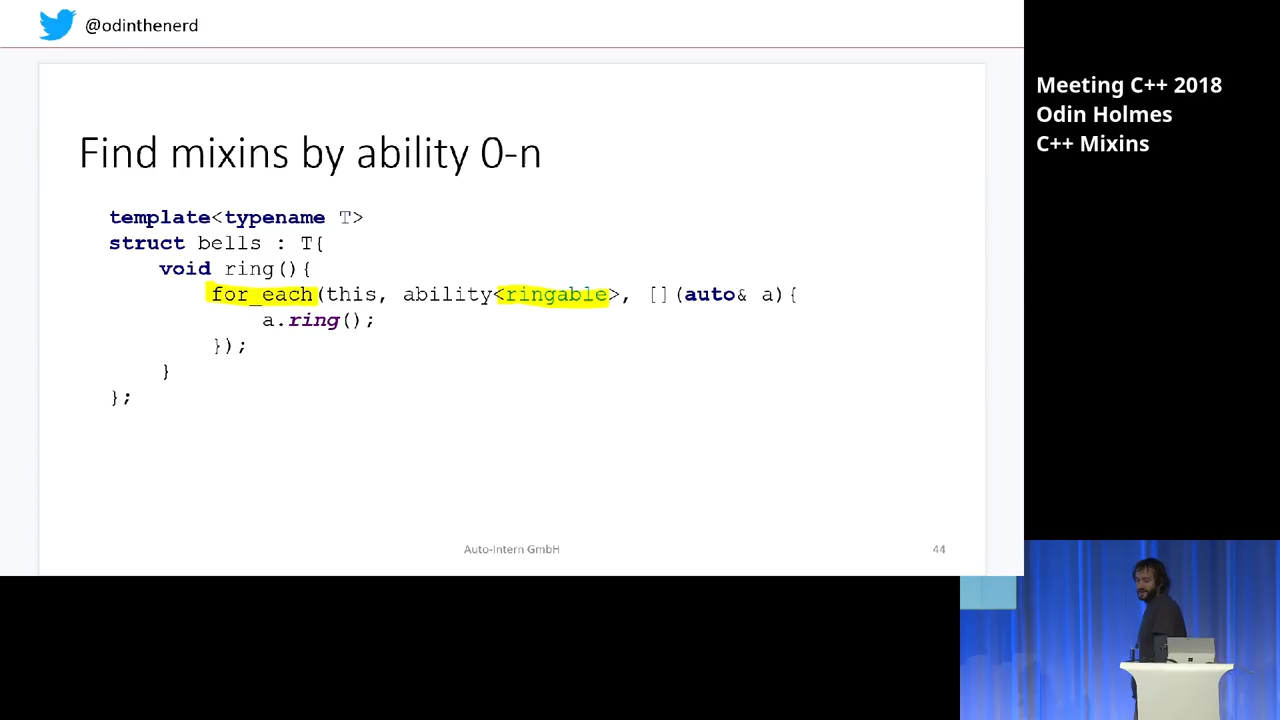 @odinthenerd
Find mixins by ability 0-n
template<typename T>
struct bells : T{
void ring(){
for_each(this, ability<ringable>, [](auto& a){
a.ring();
});
}
};
Auto-Intern GmbH
44
Meeting C++ 2018
Odin Holmes
C++ Mixins